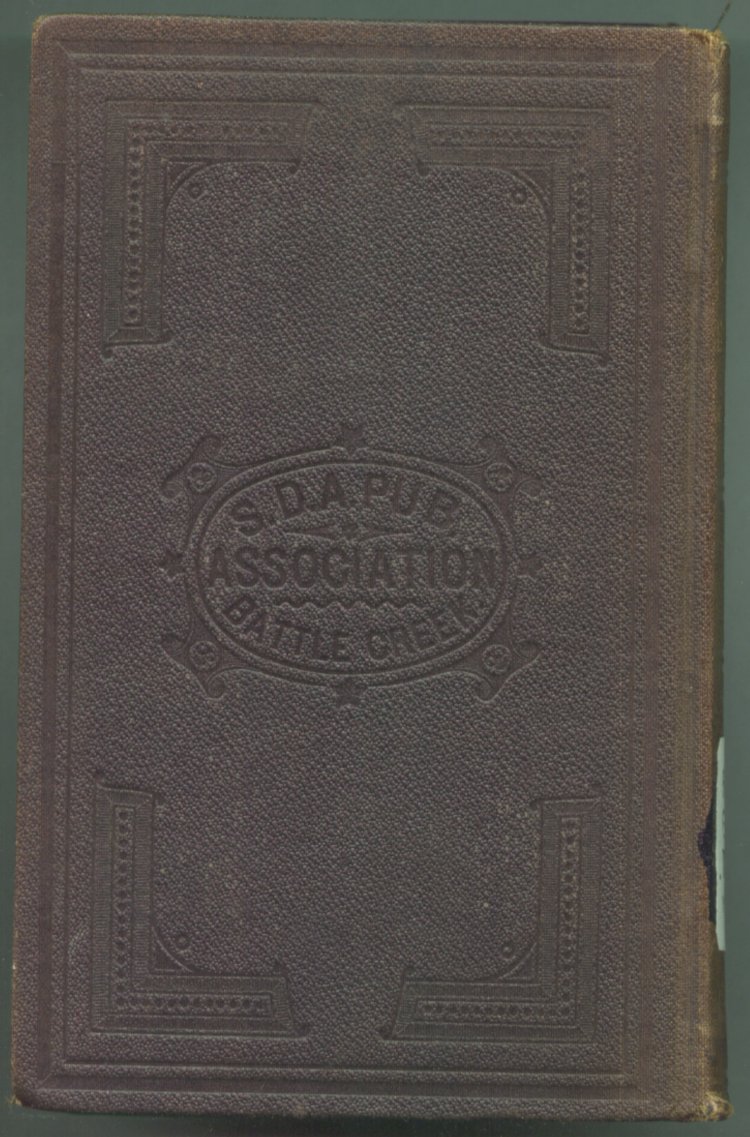 S.D.A. PUB.
ASSOCIATION
BATTLE CREEK.